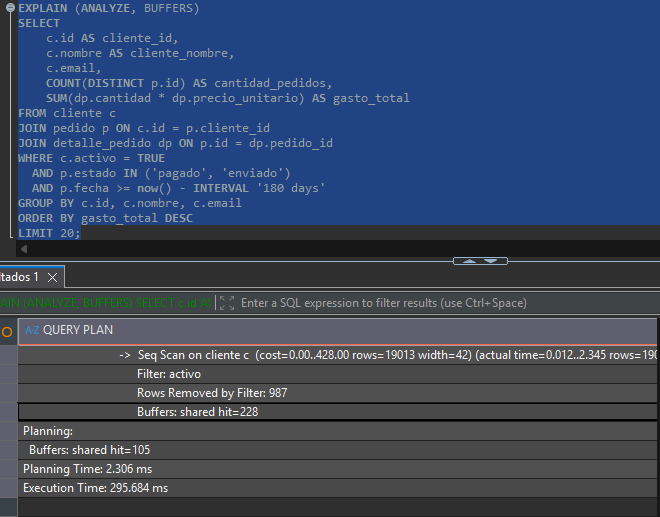 EXPLAIN (ANALYZE, BUFFERS)
SELECT
c.id AS cliente_id,
c.nombre AS cliente_nombre,
c.email,
COUNT(DISTINCT p.id) AS cantidad_pedidos,
SUM(dp.cantidad * dp.precio_unitario) AS gasto_total
FROM cliente c
JOIN pedido p ON c.id = p.cliente_id
JOIN detalle_pedido dp ON p.id = dp.pedido_id
WHERE c.activo = TRUE
AND p.estado IN ('pagado', 'enviado')
AND p.fecha >= now() - INTERVAL '180 days'
GROUP BY c.id, c.nombre, c.email
ORDER BY gasto_total DESC
LIMIT 20;
ltados 1
AIN (ANALYZE, BUFFERS) SELECT c.id AS Enter a SQL expression to filter results (use Ctrl+Space)
A-Z QUERY PLAN
-> Seq Scan on cliente c (cost=0.00..428.00 rows=19013 width=42) (actual time=0.012..2.345 rows=190
Filter: activo
Rows Removed by Filter: 987
Buffers: shared hit=228
Planning:
Buffers: shared hit=105
Planning Time: 2.306 ms
Execution Time: 295.684 ms